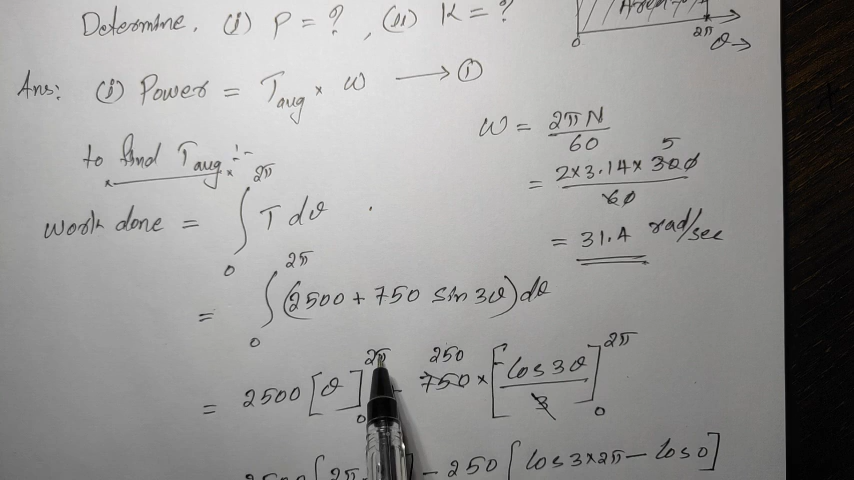 Determine. (i) P = ? , (ii) K = ?
0 2π θ→
Ans: (i) Power = Tavg × ω ⟶ ①
ω = 2πN / 60
to find Tavg :-
= 2×3.14×300 / 60
5
work done = ∫₀^2π T dθ .
= 31.4 rad/sec
= ∫₀^2π (2500 + 750 sin 3θ) dθ
= 2500 [θ]₀^2π - 250 750 × [-cos 3θ / 3]₀^2π
2500 [2π ] - 250 [cos 3×2π - cos 0]